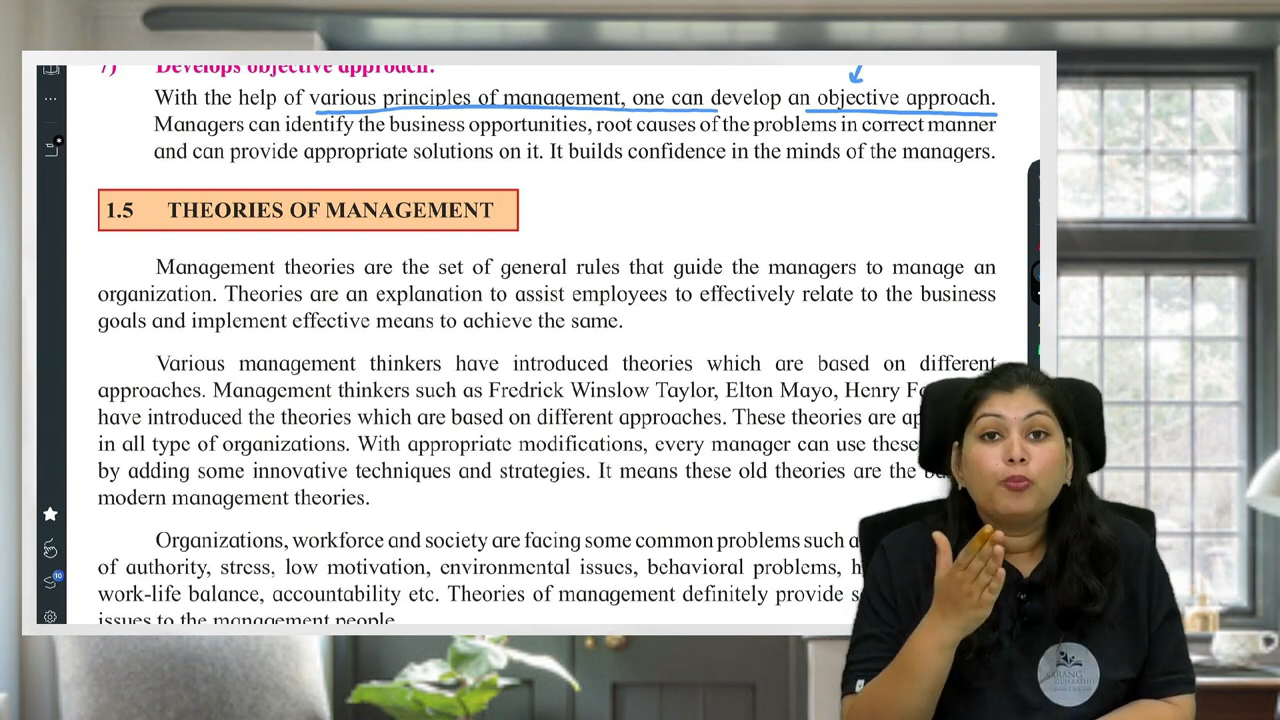 7) Develops objective approach:
With the help of various principles of management, one can develop an objective approach.
Managers can identify the business opportunities, root causes of the problems in correct manner
and can provide appropriate solutions on it. It builds confidence in the minds of the managers.
1.5 THEORIES OF MANAGEMENT
Management theories are the set of general rules that guide the managers to manage an
organization. Theories are an explanation to assist employees to effectively relate to the business
goals and implement effective means to achieve the same.
Various management thinkers have introduced theories which are based on different
approaches. Management thinkers such as Fredrick Winslow Taylor, Elton Mayo, Henry
have introduced the theories which are based on different approaches. These theories are
in all type of organizations. With appropriate modifications, every manager can use these
by adding some innovative techniques and strategies. It means these old theories are the
modern management theories.
Organizations, workforce and society are facing some common problems such
of authority, stress, low motivation, environmental issues, behavioral problems,
work-life balance, accountability etc. Theories of management definitely provide
issues to the management people.
10
SARANG